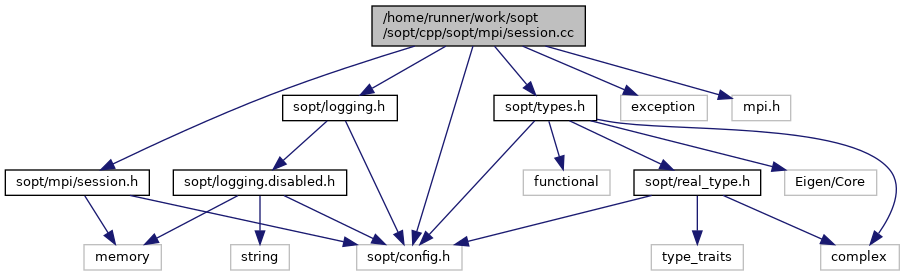 /home/runner/work/sopt
/sopt/cpp/sopt/mpi/session.cc
sopt/logging.h
sopt/types.h
exception
mpi.h
sopt/mpi/session.h
sopt/logging.disabled.h
functional
sopt/real_type.h
Eigen/Core
memory
string
sopt/config.h
type_traits
complex